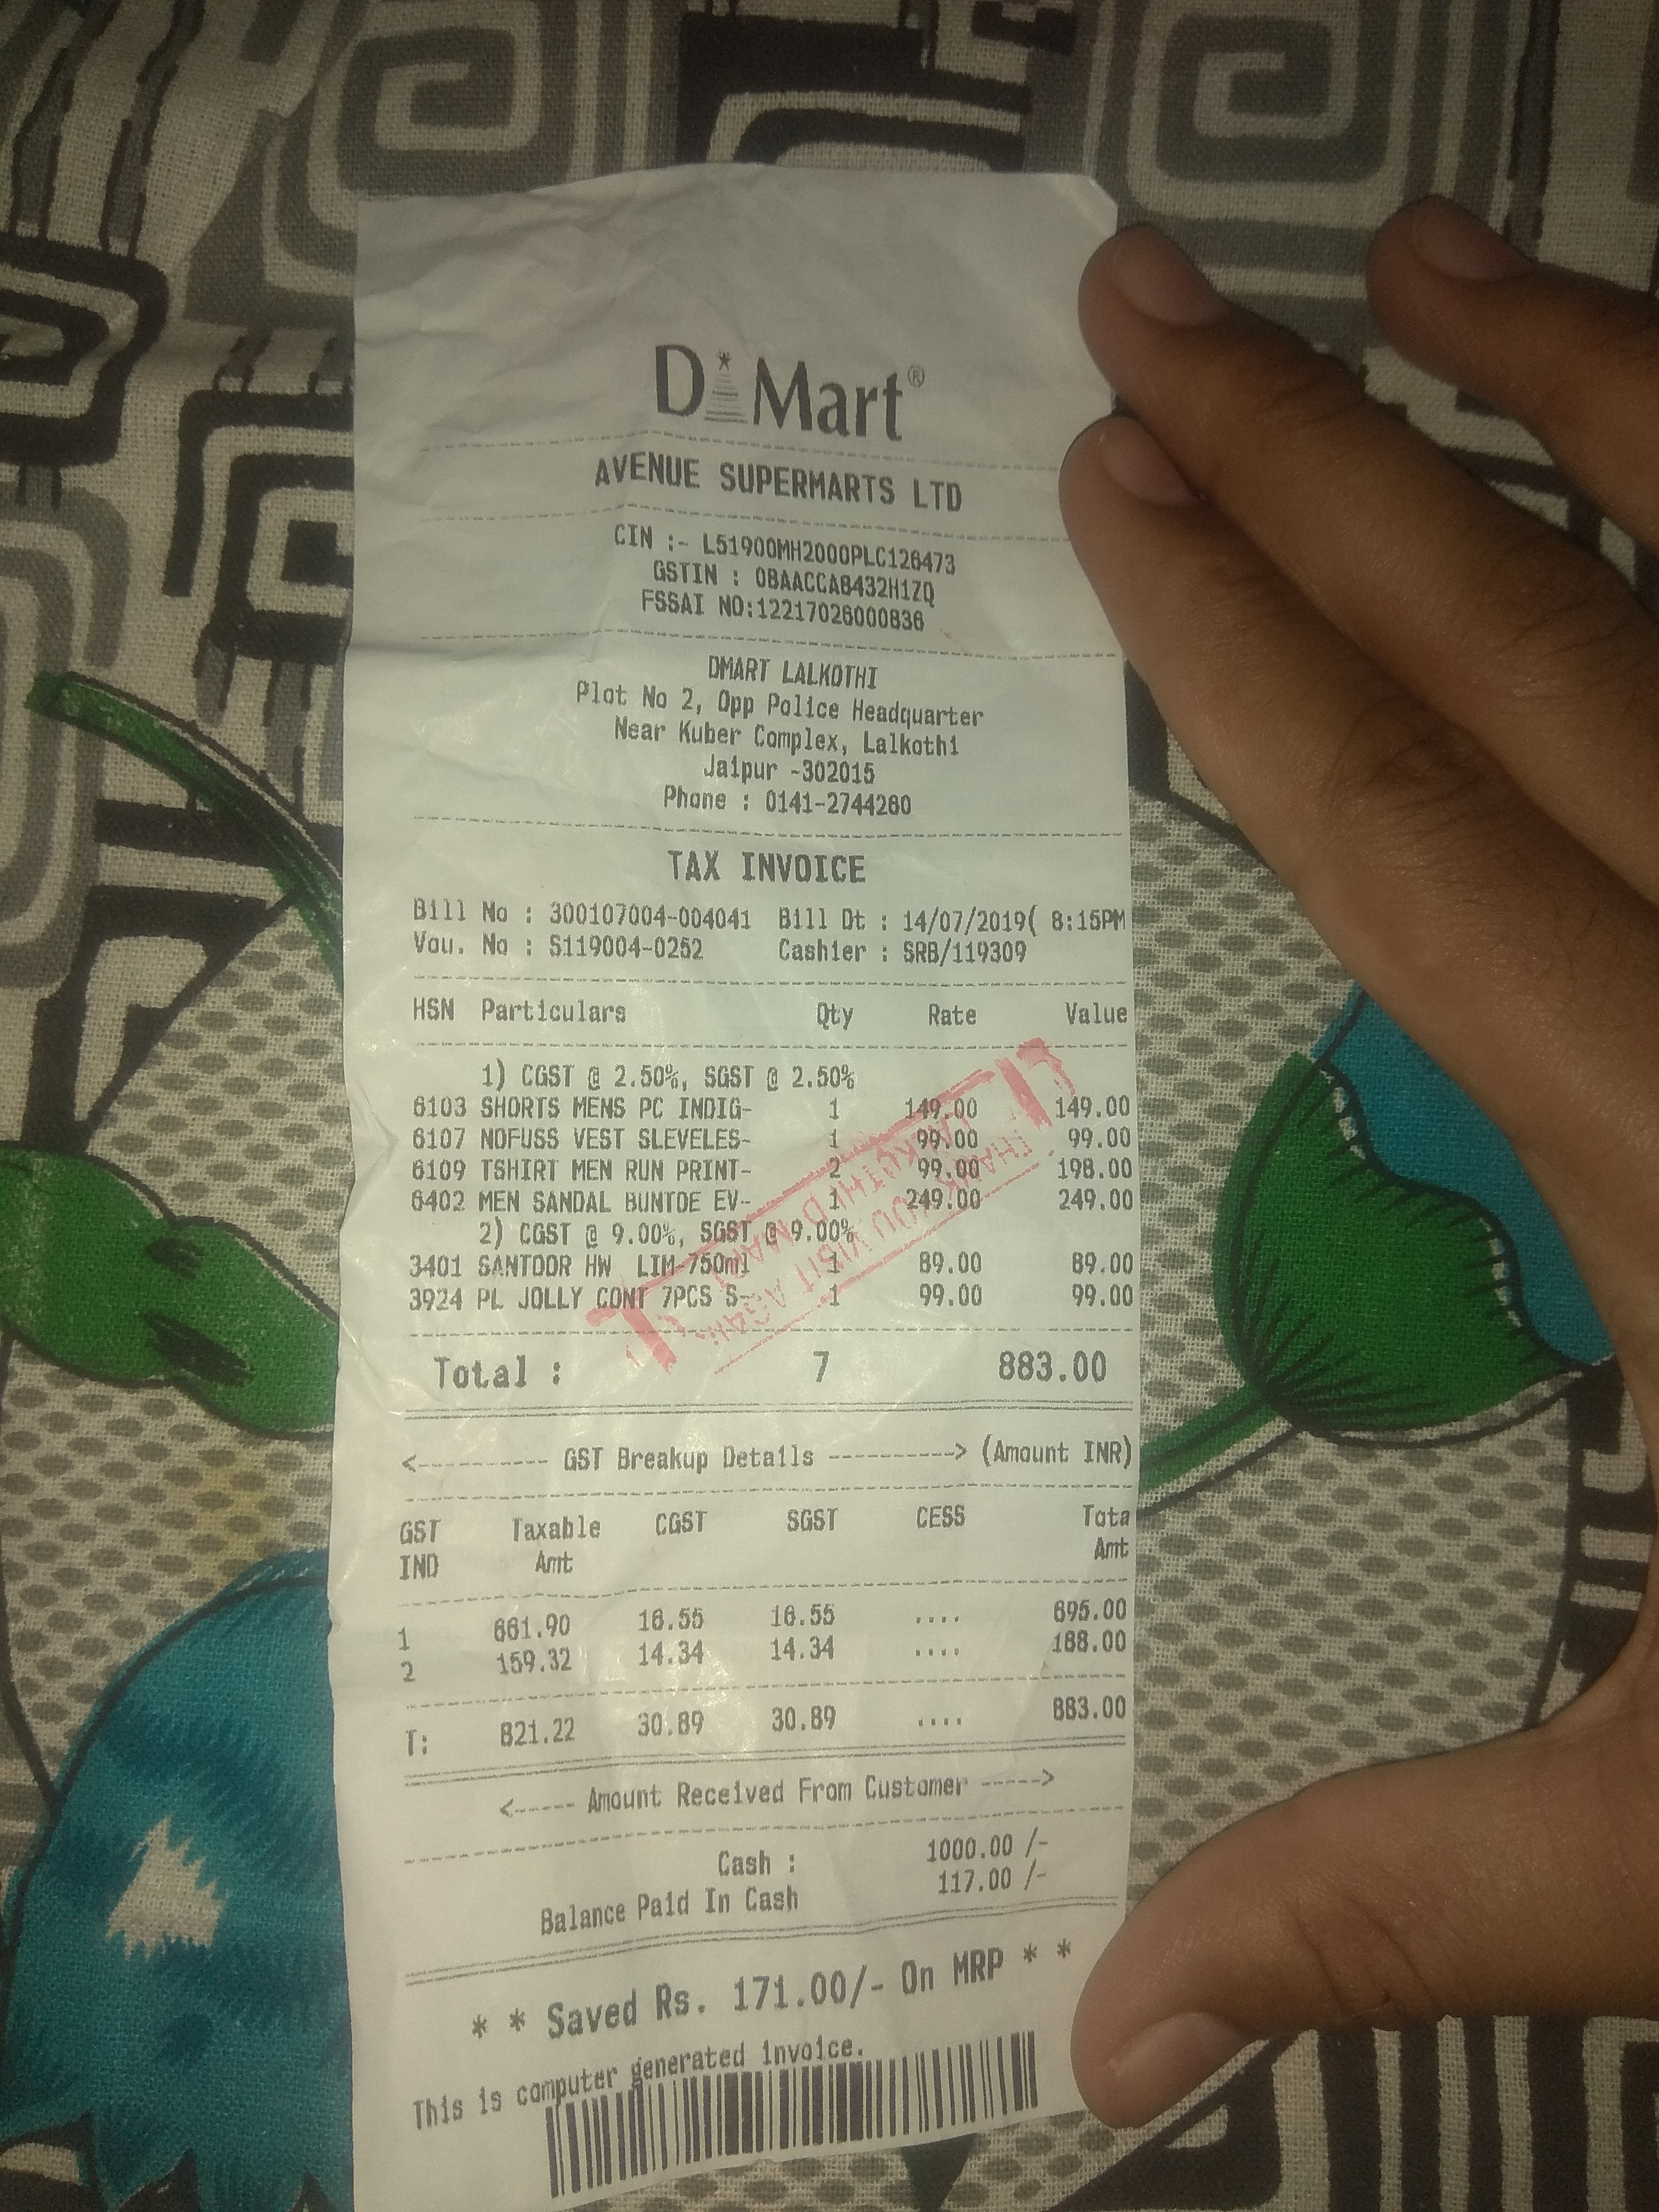 D Mart®
AVENUE SUPERMARTS LTD
CIN :- L51900MH2000PLC126473
GSTIN : 08AACCA8432H1ZQ
FSSAI NO:12217026000836
DMART LALKOTHI
Plot No 2, Opp Police Headquarter
Near Kuber Complex, Lalkothi
Jaipur -302015
Phone : 0141-2744260
TAX INVOICE
Bill No : 300107004-004041 Bill Dt : 14/07/2019( 8:15PM
Vou. No : S119004-0252 Cashier : SRB/119309
HSN Particulars Qty Rate Value
1) CGST @ 2.50%, SGST @ 2.50%
6103 SHORTS MENS PC INDIG- 1 149.00 149.00
6107 NOFUSS VEST SLEVELES- 1 99.00 99.00
6109 TSHIRT MEN RUN PRINT- 2 99.00 198.00
6402 MEN SANDAL BUNTOE EV- 1 249.00 249.00
2) CGST @ 9.00%, SGST @ 9.00%
3401 SANTOOR HW LIM 750ml 1 89.00 89.00
3924 PL JOLLY CONT 7PCS S- 1 99.00 99.00
THANK YOU VISIT AGAIN
LALKOTHI D MART
Total : 7 883.00
<---------- GST Breakup Details ----------> (Amount INR)
GST Taxable CGST SGST CESS Tota
IND Amt Amt
1 661.90 16.55 16.55 .... 695.00
2 159.32 14.34 14.34 .... 188.00
T: 821.22 30.89 30.89 .... 883.00
<----- Amount Received From Customer ----->
Cash : 1000.00 /-
Balance Paid In Cash 117.00 /-
* * Saved Rs. 171.00/- On MRP * *
This is computer generated invoice.